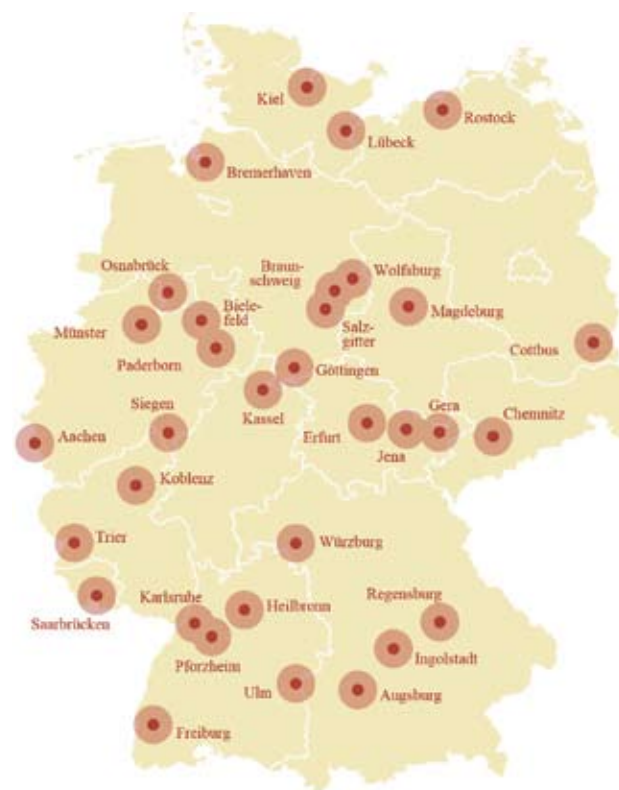 Kiel
Rostock
Lübeck
Bremerhaven
Osnabrück
Braun-
schweig
Wolfsburg
Biele-
feld
Magdeburg
Münster
Salz-
gitter
Cottbus
Paderborn
Göttingen
Siegen
Kassel
Gera
Chemnitz
Erfurt
Aachen
Jena
Koblenz
Trier
Würzburg
Karlsruhe
Heilbronn
Regensburg
Saarbrücken
Pforzheim
Ingolstadt
Ulm
Augsburg
Freiburg